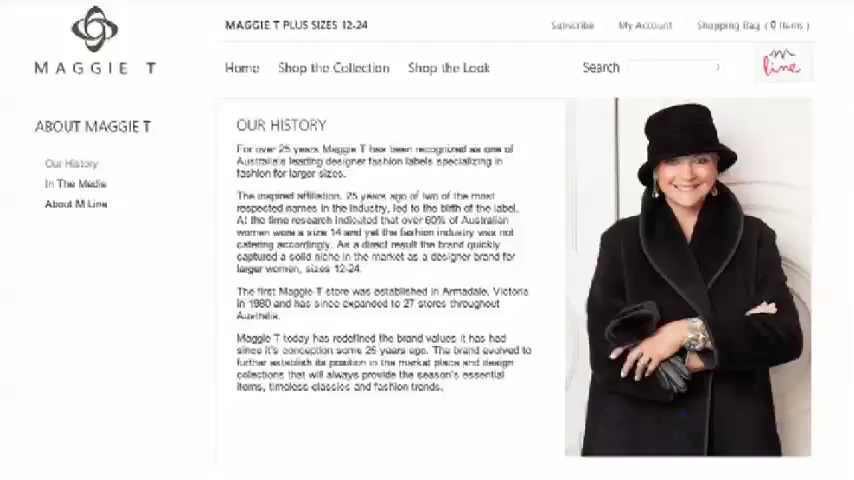 MAGGIE T PLUS SIZES 12-24
Subscribe
My Account
Shopping Bag ( 0 items )
MAGGIE T
Home
Shop the Collection
Shop the Look
Search
m
line
ABOUT MAGGIE T
Our History
In The Media
About M Line
OUR HISTORY
For over 25 years Maggie T has been recognized as one of
Australia's leading designer fashion labels specializing in
fashion for larger sizes.
The inspired affiliation, 25 years ago of two of the most
respected names in the industry, led to the birth of the label.
At the time research indicated that over 60% of Australian
women were a size 14 and yet the fashion industry was not
catering accordingly. As a direct result the brand quickly
captured a solid niche in the market as a designer brand for
larger women, sizes 12-24.
The first Maggie T store was established in Armadale, Victoria
in 1980 and has since expanded to 27 stores throughout
Australia.
Maggie T today has redefined the brand values it has had
since it's conception some 25 years ago. The brand evolved to
further establish its position in the market place and design
collections that will always provide the season's essential
items, timeless classics and fashion trends.